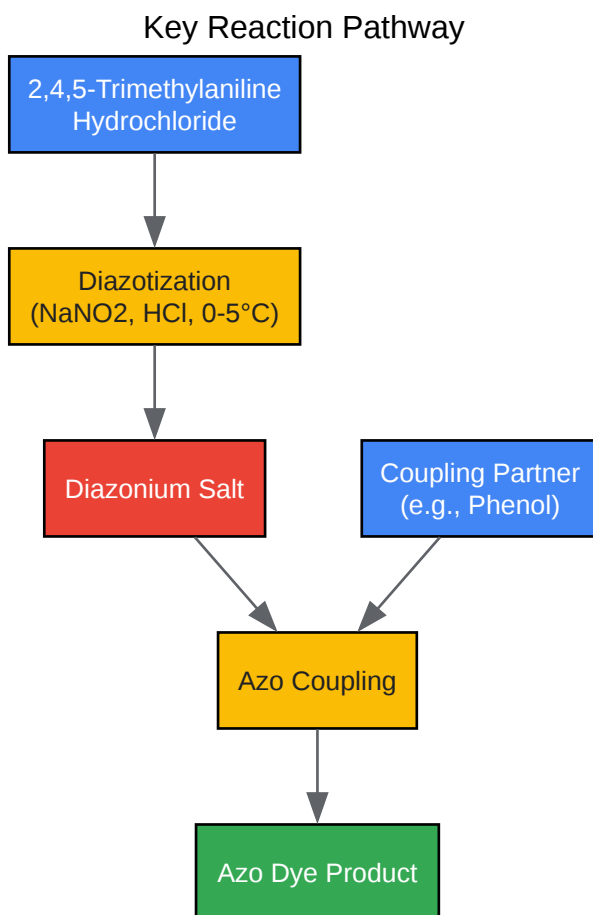 Key Reaction Pathway
2,4,5-Trimethylaniline
Hydrochloride
Diazotization
(NaNO2, HCl, 0-5°C)
Diazonium Salt
Coupling Partner
(e.g., Phenol)
Azo Coupling
Azo Dye Product